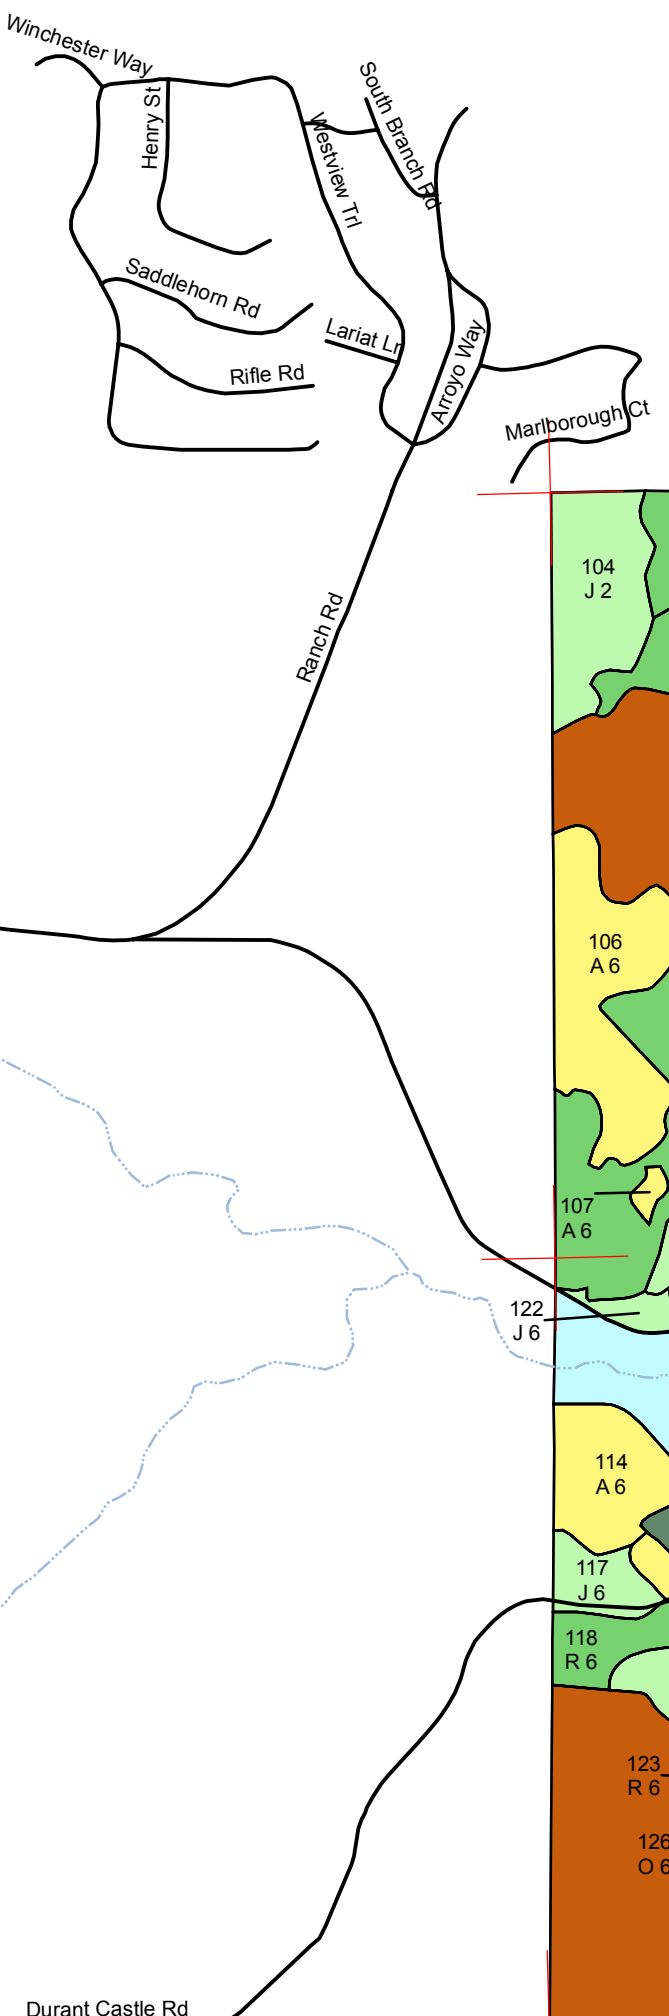 Winchester Way
Henry St
South Branch Rd
Westview Trl
Saddlehorn Rd
Lariat Ln
Arroyo Way
Rifle Rd
Marlborough Ct
104
J 2
Ranch Rd
106
A 6
107
A 6
122
J 6
114
A 6
117
J 6
118
R 6
123
R 6
126
O 6
Durant Castle Rd